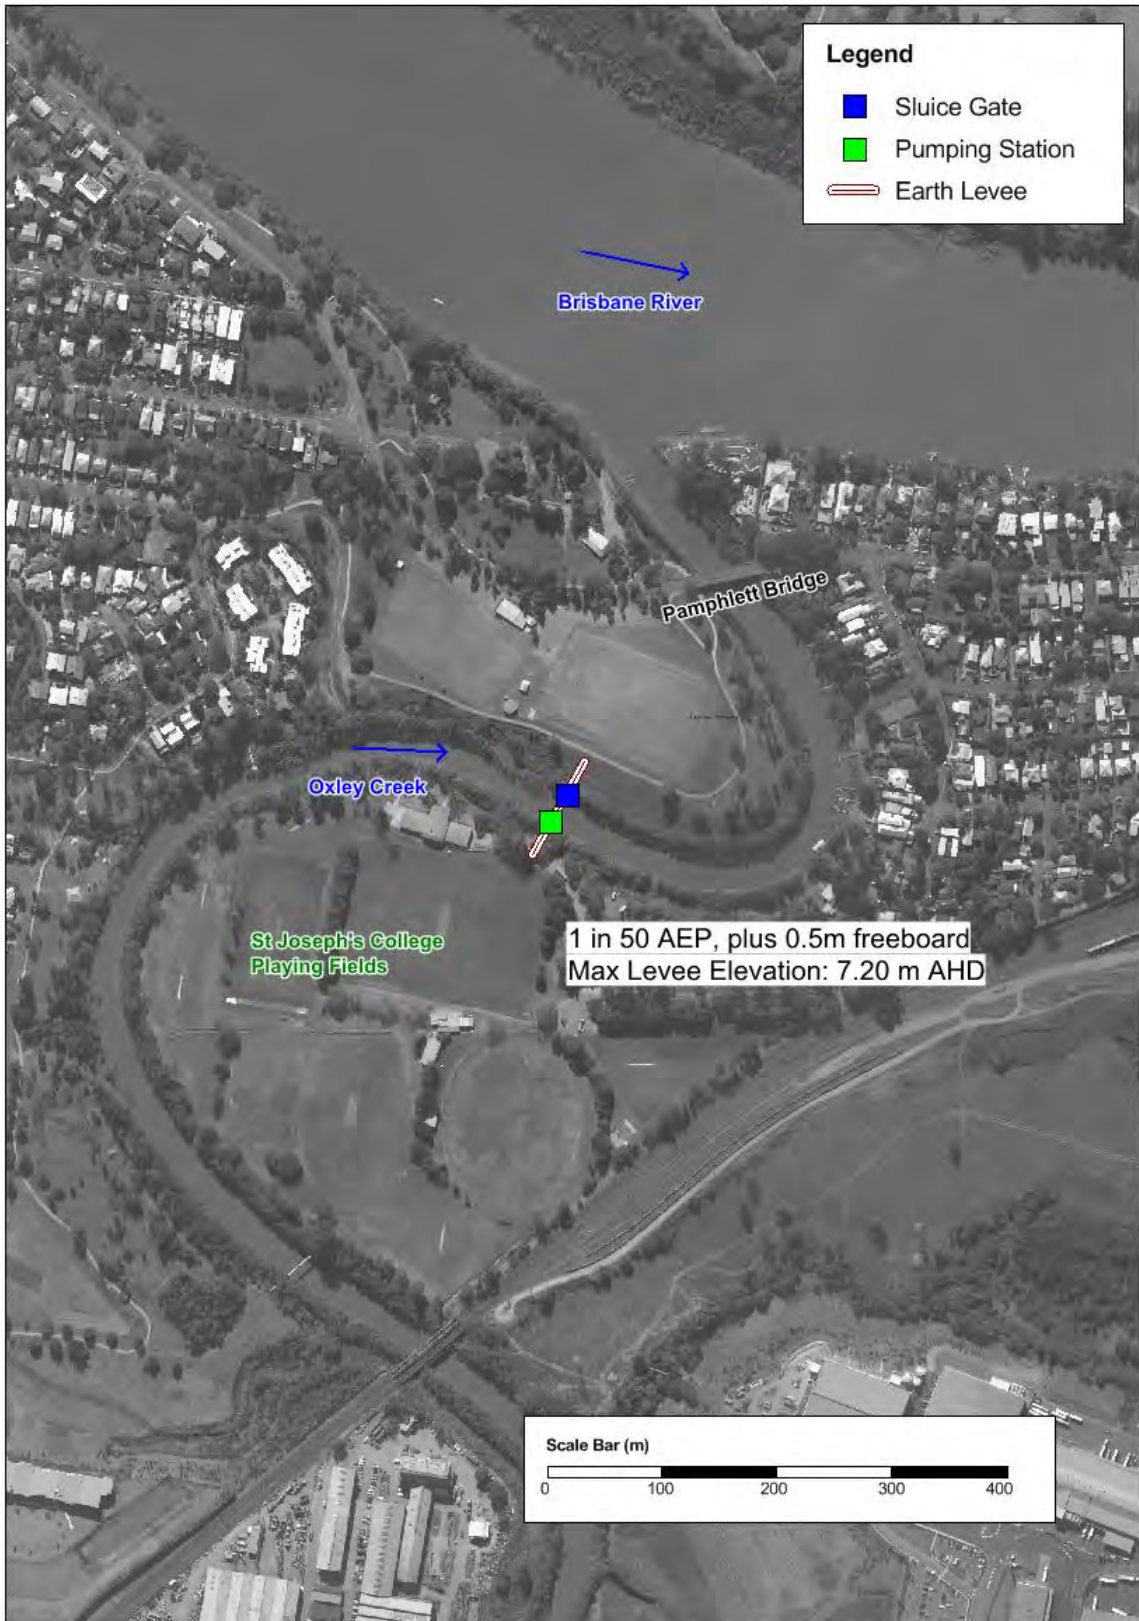 Legend
Sluice Gate
Pumping Station
Earth Levee
Brisbane River
Pamphlett Bridge
Oxley Creek
St Joseph's College
Playing Fields
1 in 50 AEP, plus 0.5m freeboard
Max Levee Elevation: 7.20 m AHD
Scale Bar (m)
0 100 200 300 400